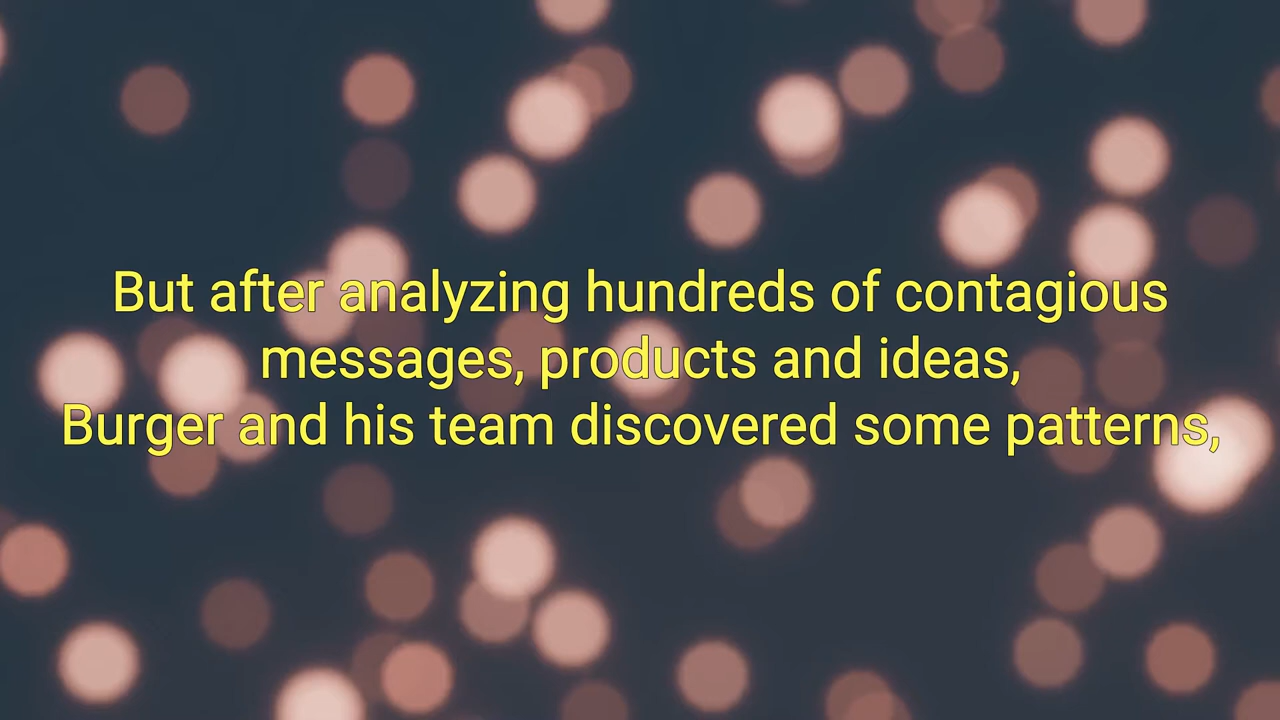 But after analyzing hundreds of contagious
messages, products and ideas,
Burger and his team discovered some patterns,